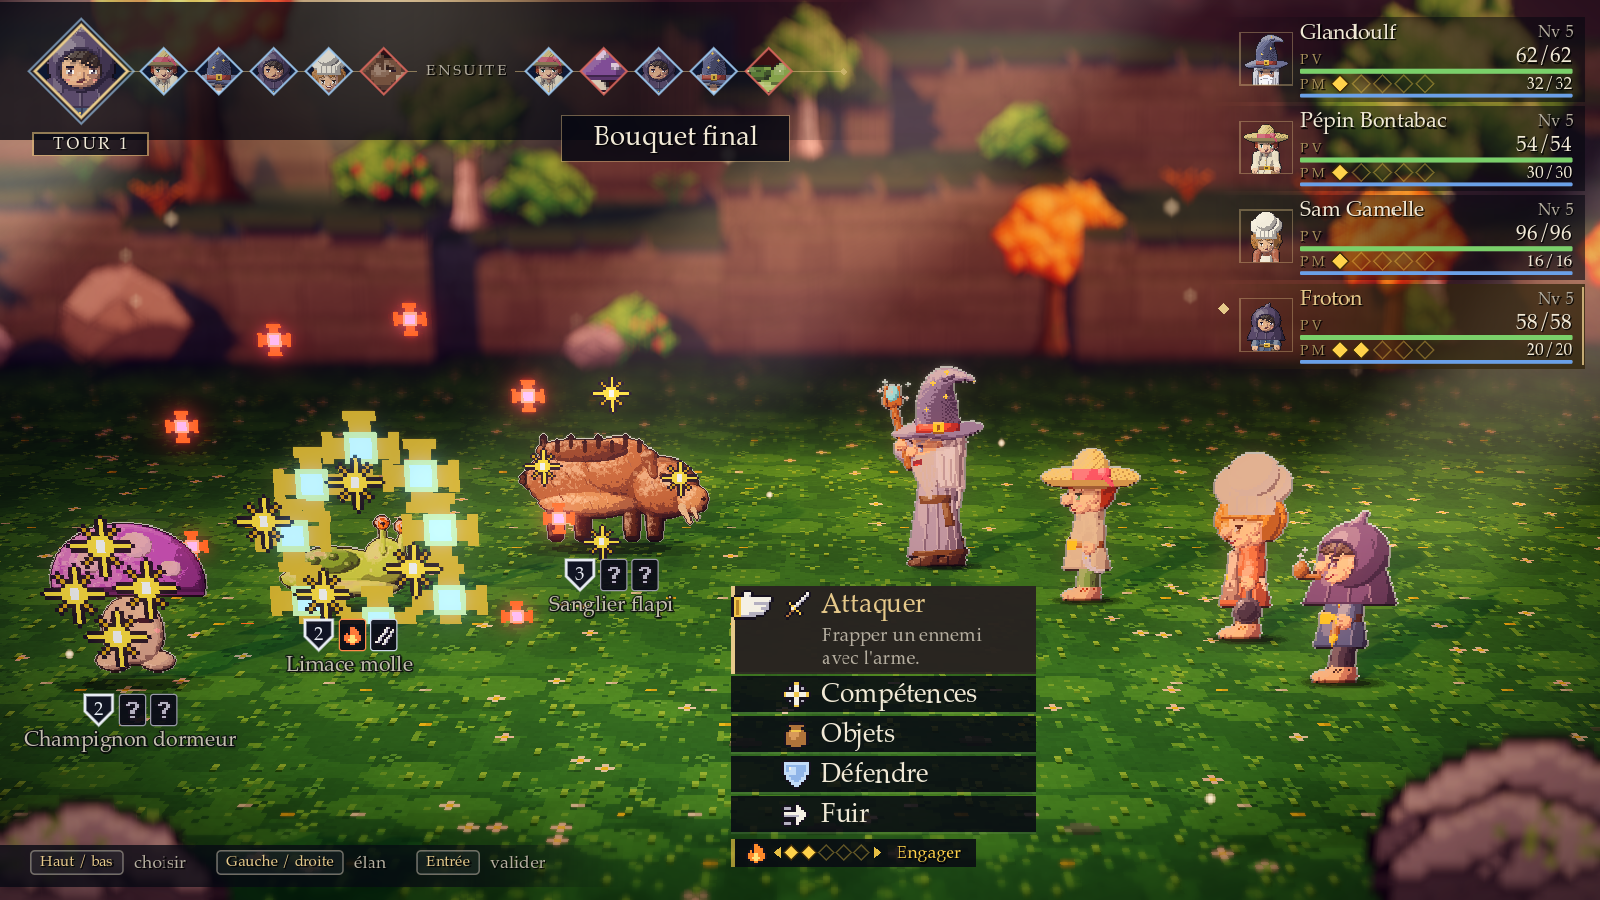 TOUR 1
ENSUITE
Bouquet final
Glandoulf Nv 5
PV 62/62
PM 32/32
Pépin Bontabac Nv 5
PV 54/54
PM 30/30
Sam Gamelle Nv 5
PV 96/96
PM 16/16
Froton Nv 5
PV 58/58
PM 20/20
3 ? ?
Sanglier flapi
2
Limace molle
2 ? ?
Champignon dormeur
Attaquer
Frapper un ennemi
avec l'arme.
Compétences
Objets
Défendre
Fuir
Engager
Haut / bas choisir Gauche / droite élan Entrée valider